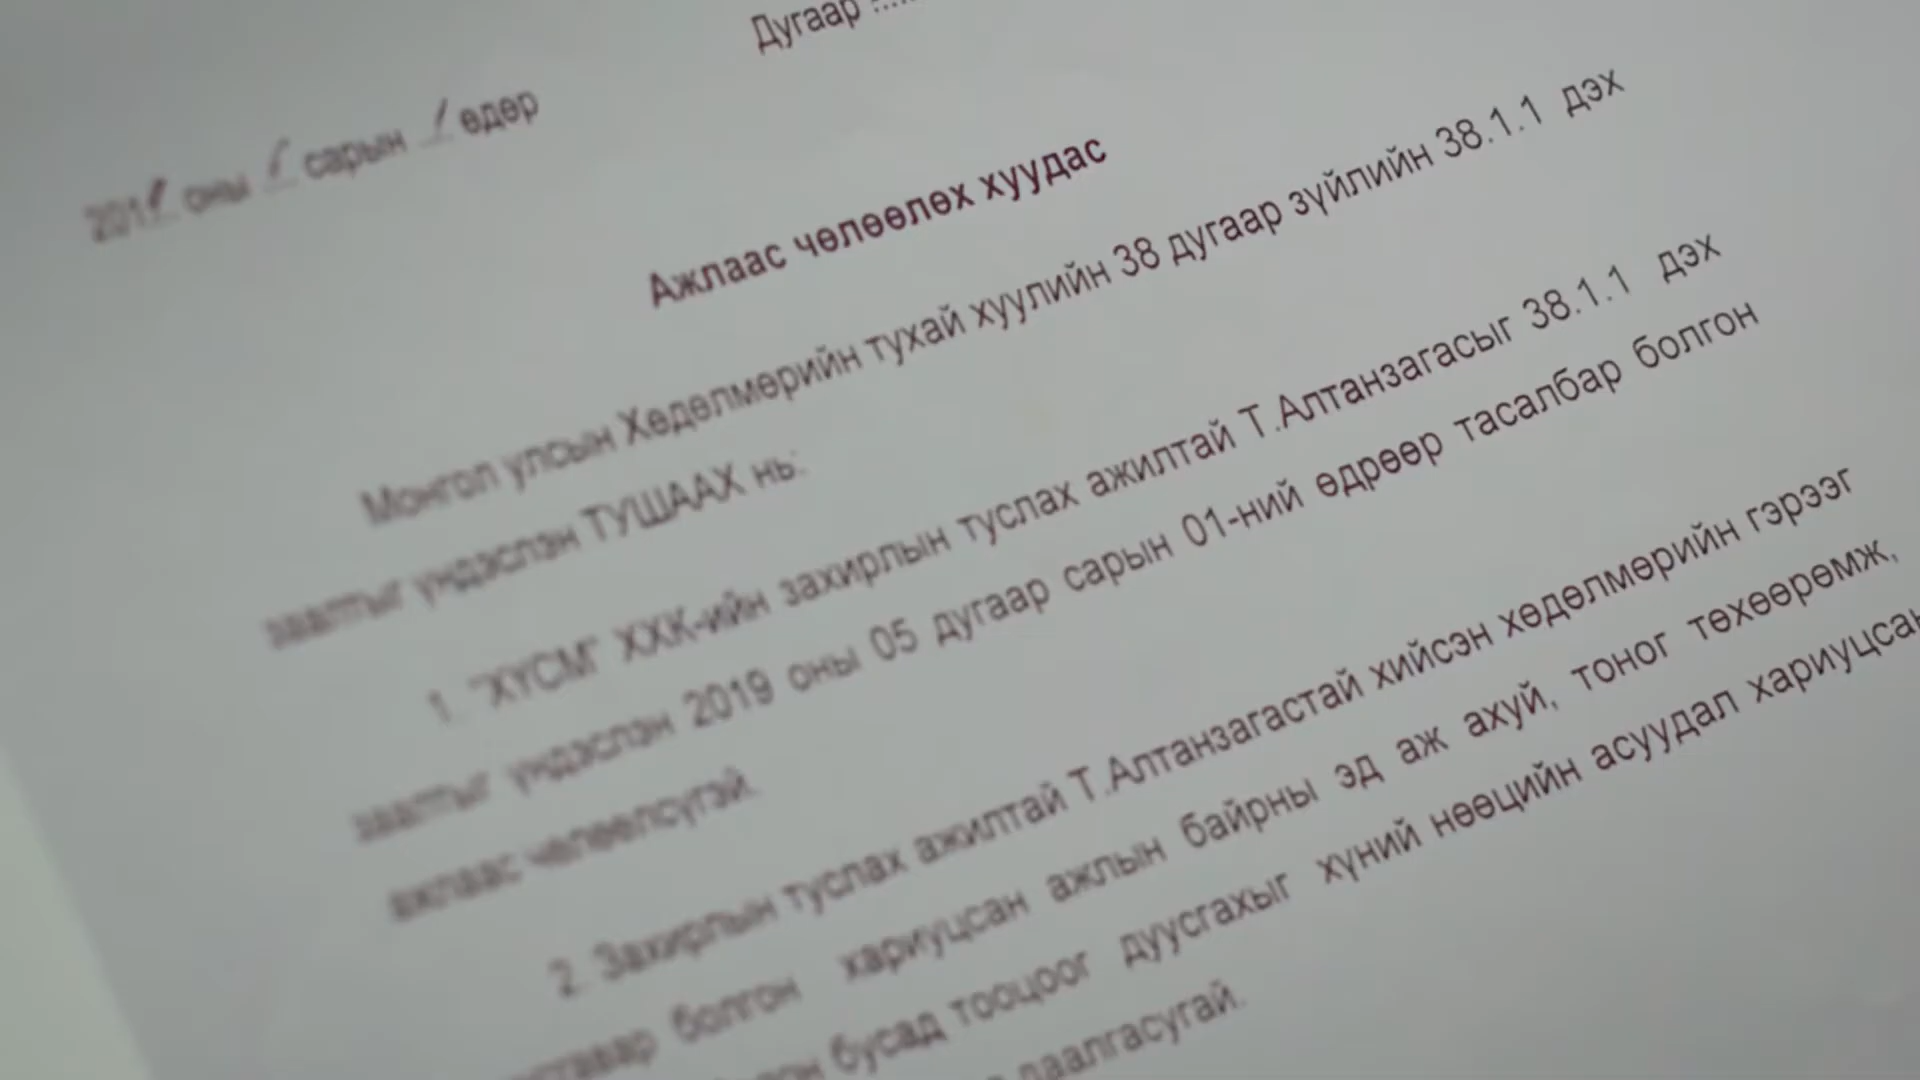 Дугаар :....
201 оны сарын 1 өдөр
Ажлаас чөлөөлөх хуудас
Монгол улсын Хөдөлмөрийн тухай хуулийн 38 дугаар зүйлийн 38.1.1 дэх
заалтыг үндэслэн ТУШААХ нь:
1. "ХҮСМ" ХХК-ийн захирлын туслах ажилтай Т.Алтанзагасыг 38.1.1 дэх
заалтыг үндэслэн 2019 оны 05 дугаар сарын 01-ний өдрөөр тасалбар болгон
ажлаас чөлөөлсүгэй.
2. Захирлын туслах ажилтай Т.Алтанзагастай хийсэн хөдөлмөрийн гэрээг
болгон хариуцсан ажлын байрны эд аж ахуй, тоног төхөөрөмж,
бусад тооцоог дуусгахыг хүний нөөцийн асуудал хариуцсан
даалгасугай.